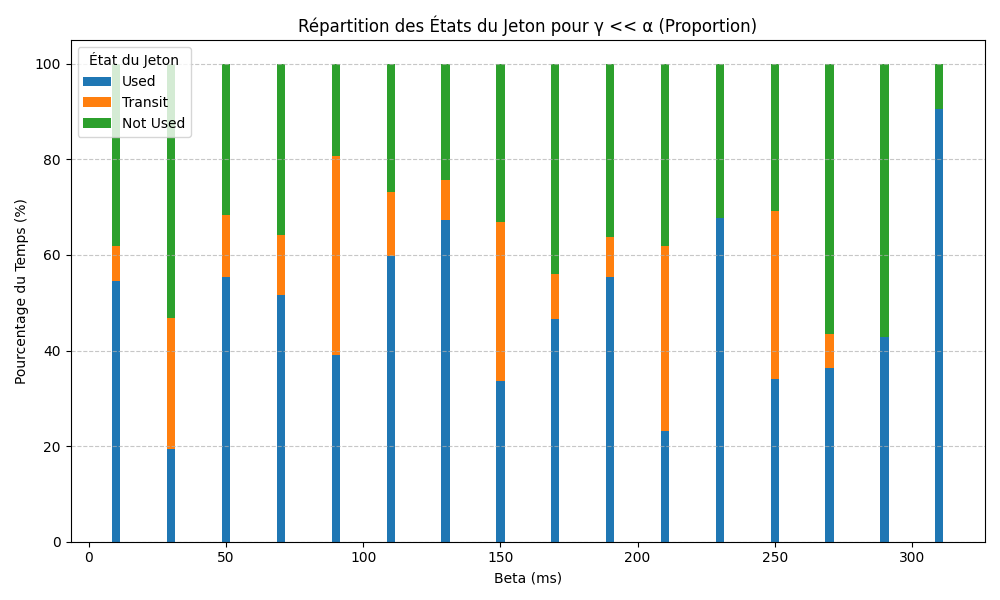 Répartition des États du Jeton pour γ << α (Proportion)
État du Jeton
Used
Transit
Not Used
Pourcentage du Temps (%)
100
80
60
40
20
0
0 50 100 150 200 250 300
Beta (ms)